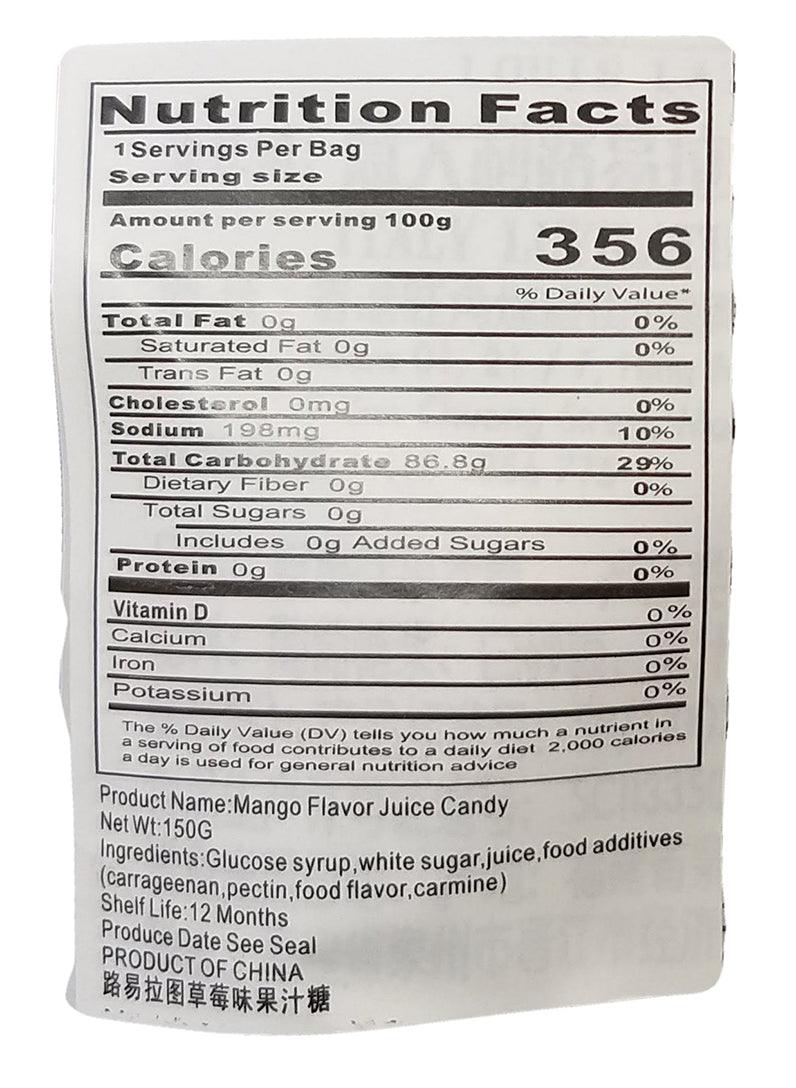 Nutrition Facts
1 Servings Per Bag
Serving size
Amount per serving 100g
Calories 356
% Daily Value*
Total Fat 0g 0%
Saturated Fat 0g 0%
Trans Fat 0g
Cholesterol 0mg 0%
Sodium 198mg 10%
Total Carbohydrate 86.8g 29%
Dietary Fiber 0g 0%
Total Sugars 0g
Includes 0g Added Sugars 0%
Protein 0g 0%
Vitamin D 0%
Calcium 0%
Iron 0%
Potassium 0%
The % Daily Value (DV) tells you how much a nutrient in
a serving of food contributes to a daily diet 2,000 calories
a day is used for general nutrition advice
Product Name:Mango Flavor Juice Candy
Net Wt:150G
Ingredients:Glucose syrup,white sugar,juice,food additives
(carrageenan,pectin,food flavor,carmine)
Shelf Life:12 Months
Produce Date See Seal
PRODUCT OF CHINA
路易拉图草莓味果汁糖